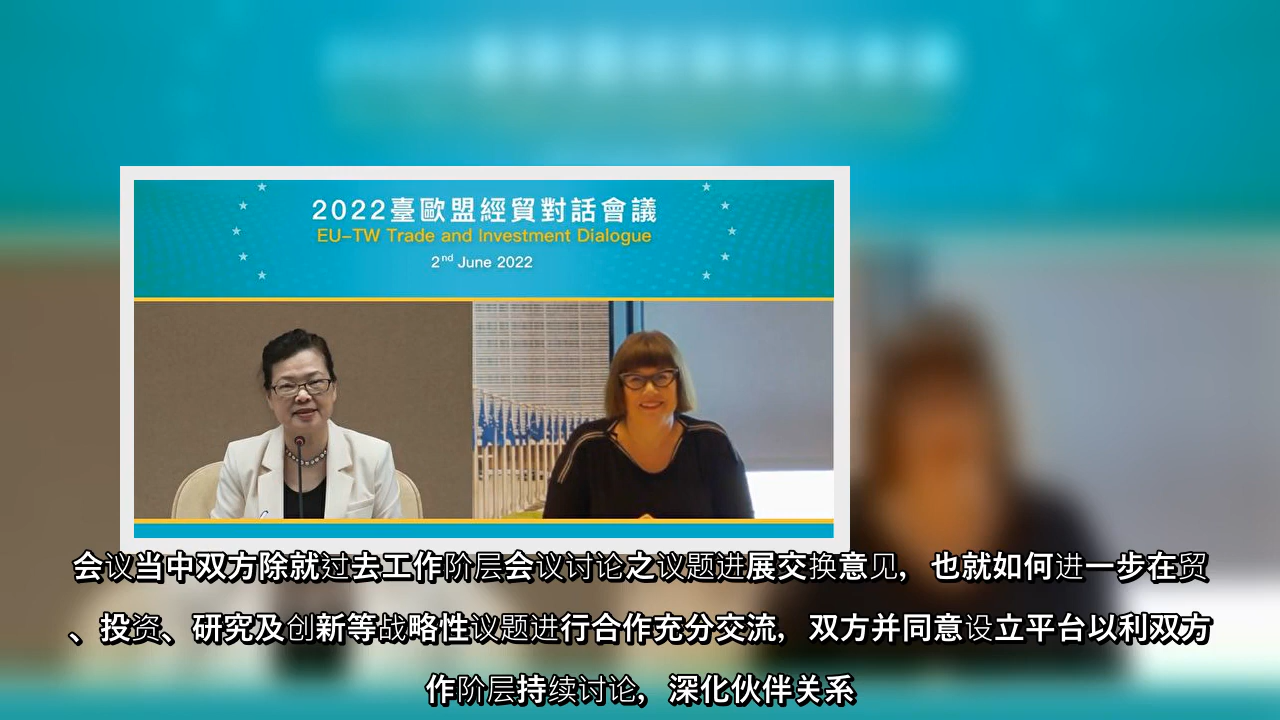 2022臺歐盟經貿對話會議
EU-TW Trade and Investment Dialogue
2nd June 2022
会议当中双方除就过去工作阶层会议讨论之议题进展交换意见，也就如何进一步在贸
、投资、研究及创新等战略性议题进行合作充分交流，双方并同意设立平台以利双方
作阶层持续讨论，深化伙伴关系